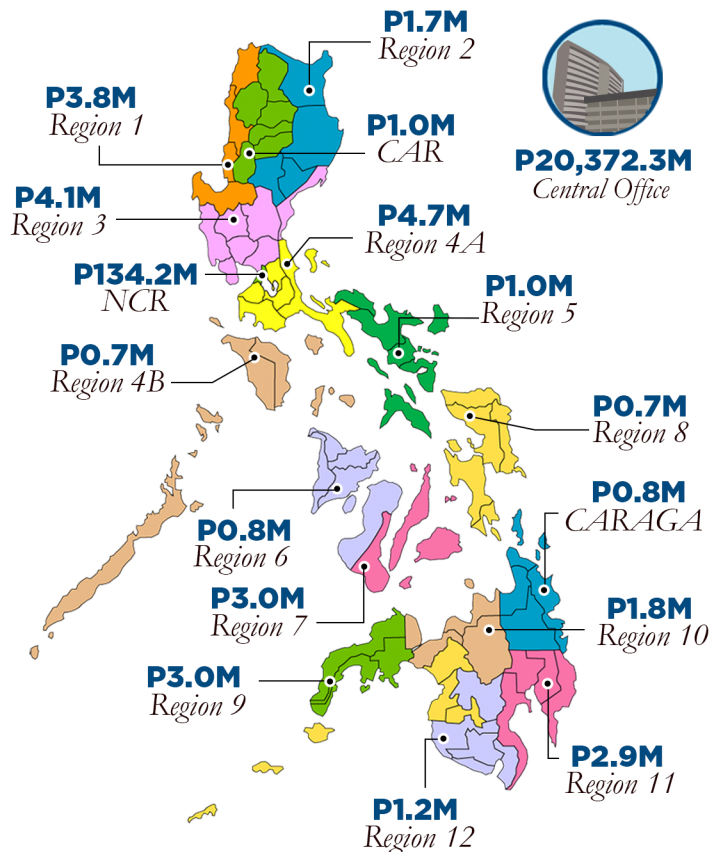 P1.7M
Region 2
P3.8M
Region 1
P1.0M
CAR
P20,372.3M
Central Office
P4.1M
Region 3
P4.7M
Region 4A
P134.2M
NCR
P1.0M
Region 5
P0.7M
Region 4B
P0.7M
Region 8
P0.8M
CARAGA
P0.8M
Region 6
P3.0M
Region 7
P1.8M
Region 10
P3.0M
Region 9
P2.9M
Region 11
P1.2M
Region 12